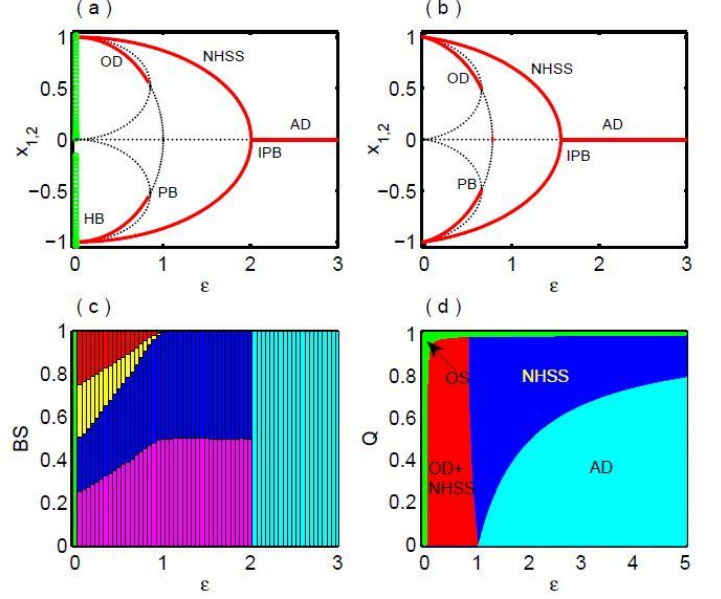 ( a )
1
0.5
0
−0.5
−1
x1,2
OD
NHSS
AD
IPB
PB
HB
0 1 2 3
ε
( b )
1
0.5
0
−0.5
−1
x1,2
OD
NHSS
AD
IPB
PB
0 1 2 3
ε
( c )
1
0.8
0.6
0.4
0.2
0
BS
0 1 2 3
ε
( d )
1
0.8
0.6
0.4
0.2
0
Q
OS
NHSS
OD+
NHSS
AD
0 1 2 3 4 5
ε